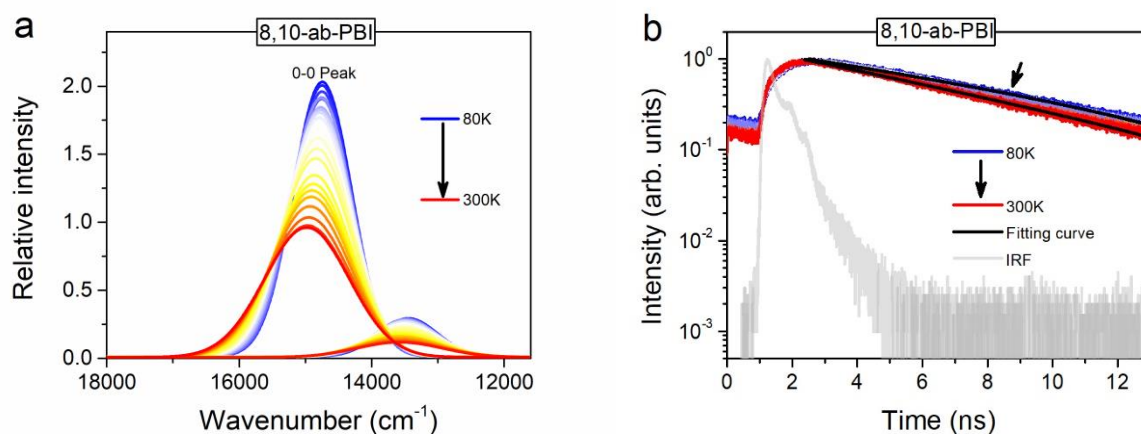 a
8,10-ab-PBI
0-0 Peak
80K
300K
Relative intensity
2.0
1.5
1.0
0.5
0.0
18000 16000 14000 12000
Wavenumber (cm⁻¹)
b
8,10-ab-PBI
80K
300K
Fitting curve
IRF
Intensity (arb. units)
10⁰
10⁻¹
10⁻²
10⁻³
0 2 4 6 8 10 12
Time (ns)